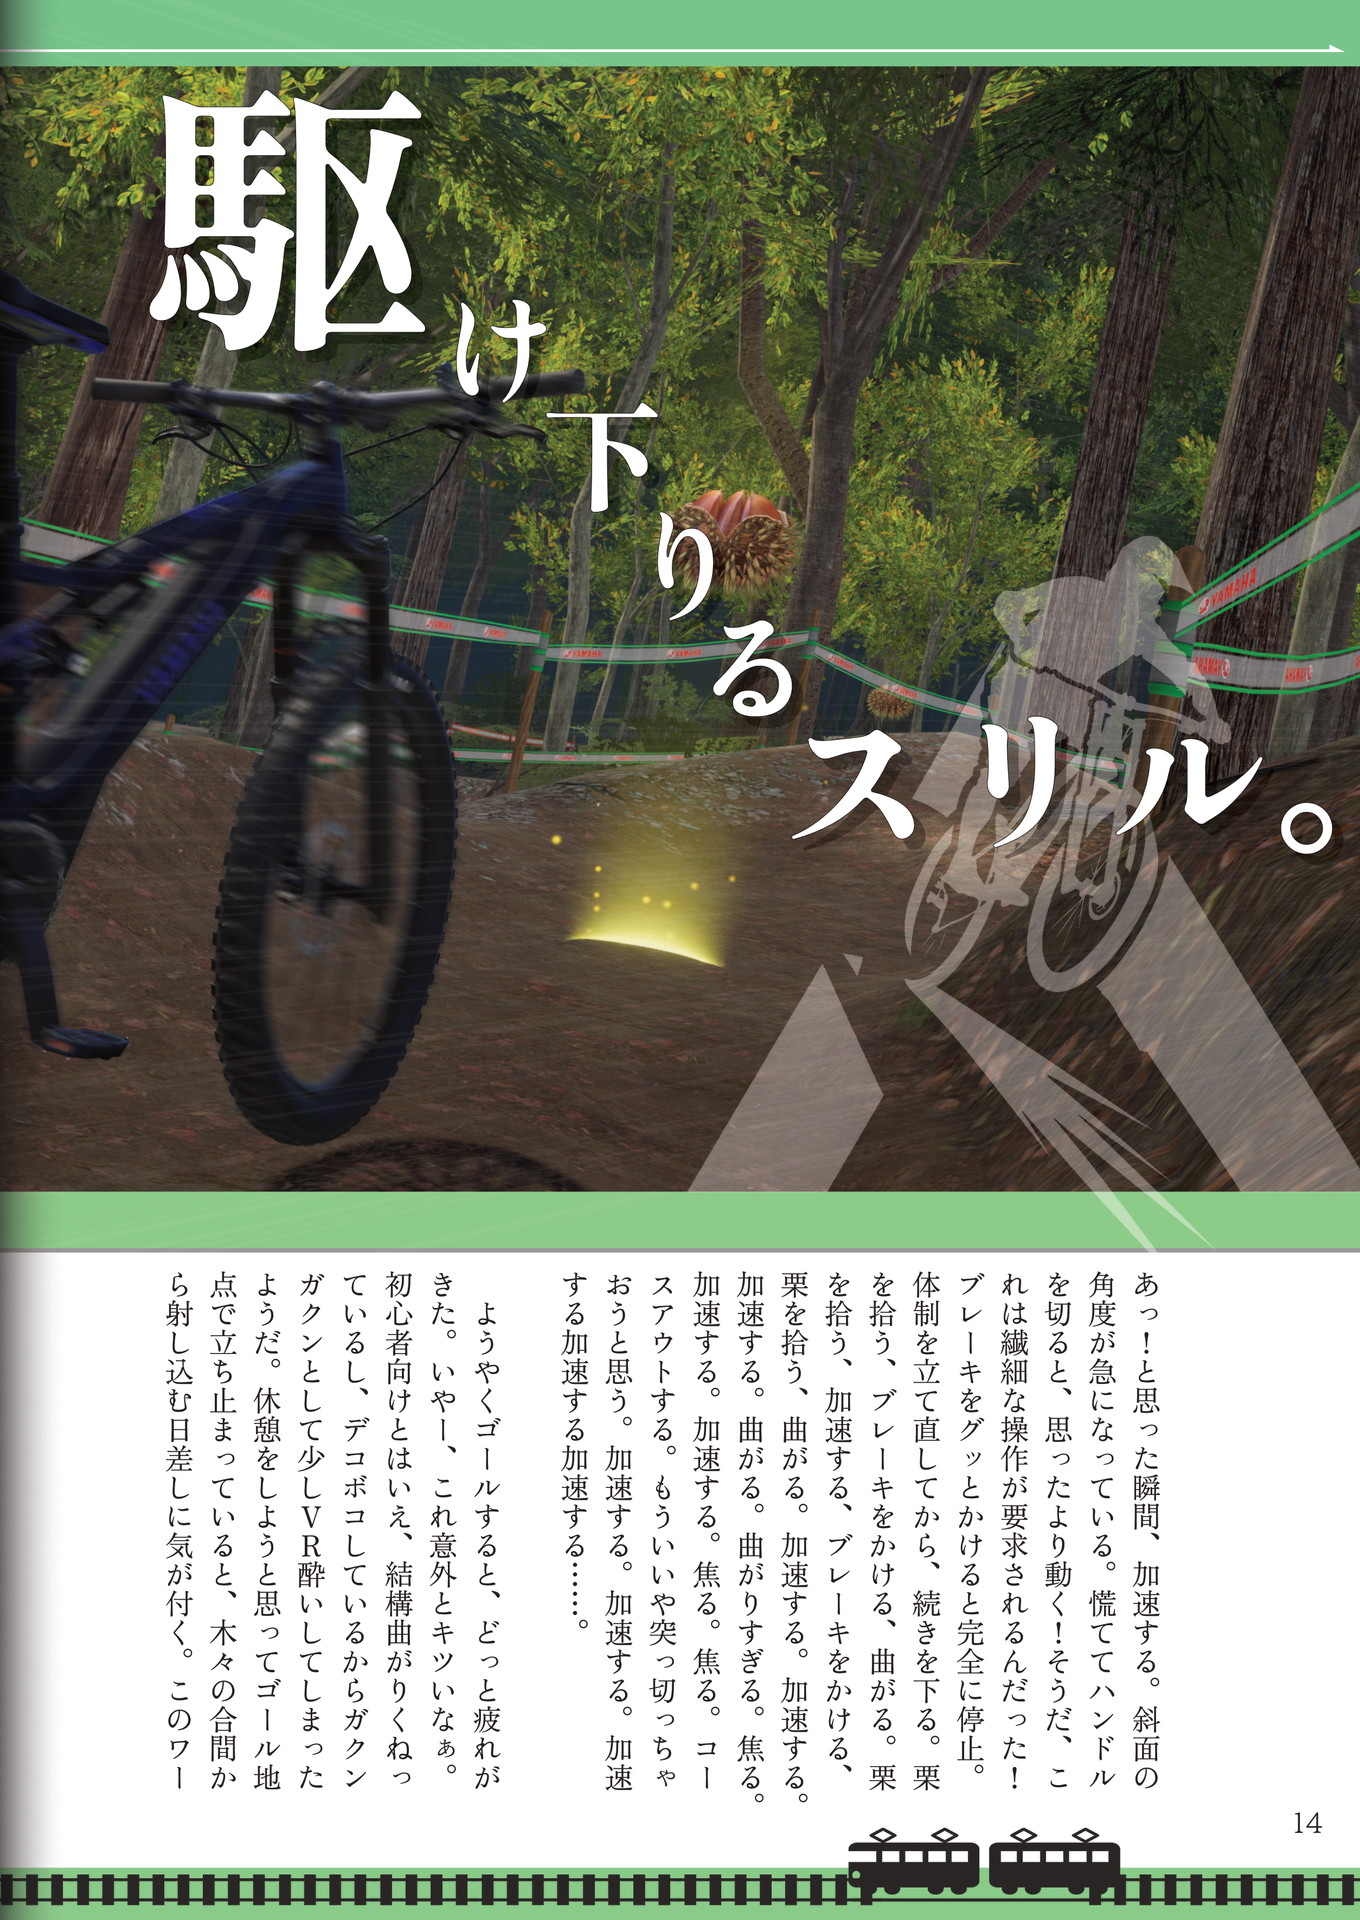 駆け下りるスリル。
YAMAHA
YAMAHA
YAMAHA
YAMAHA
YAMAHA
あっ！と思った瞬間、加速する。斜面の
角度が急になっている。慌ててハンドル
を切ると、思ったより動く！そうだ、こ
れは繊細な操作が要求されるんだった！
ブレーキをグッとかけると完全に停止。
体制を立て直してから、続きを下る。栗
を拾う、ブレーキをかける、曲がる。栗
を拾う、加速する、ブレーキをかける、
栗を拾う、曲がる。加速する。加速する。
加速する。曲がる。曲がりすぎる。焦る。
加速する。加速する。焦る。焦る。コー
スアウトする。もういいや突っ切っちゃ
おうと思う。加速する。加速する。加速
する加速する加速する……。
ようやくゴールすると、どっと疲れが
きた。いやー、これ意外とキツいなぁ。
初心者向けとはいえ、結構曲がりくねっ
ているし、デコボコしているからガクン
ガクンとして少しＶＲ酔いしてしまった
ようだ。休憩をしようと思ってゴール地
点で立ち止まっていると、木々の合間か
ら射し込む日差しに気が付く。このワー
14